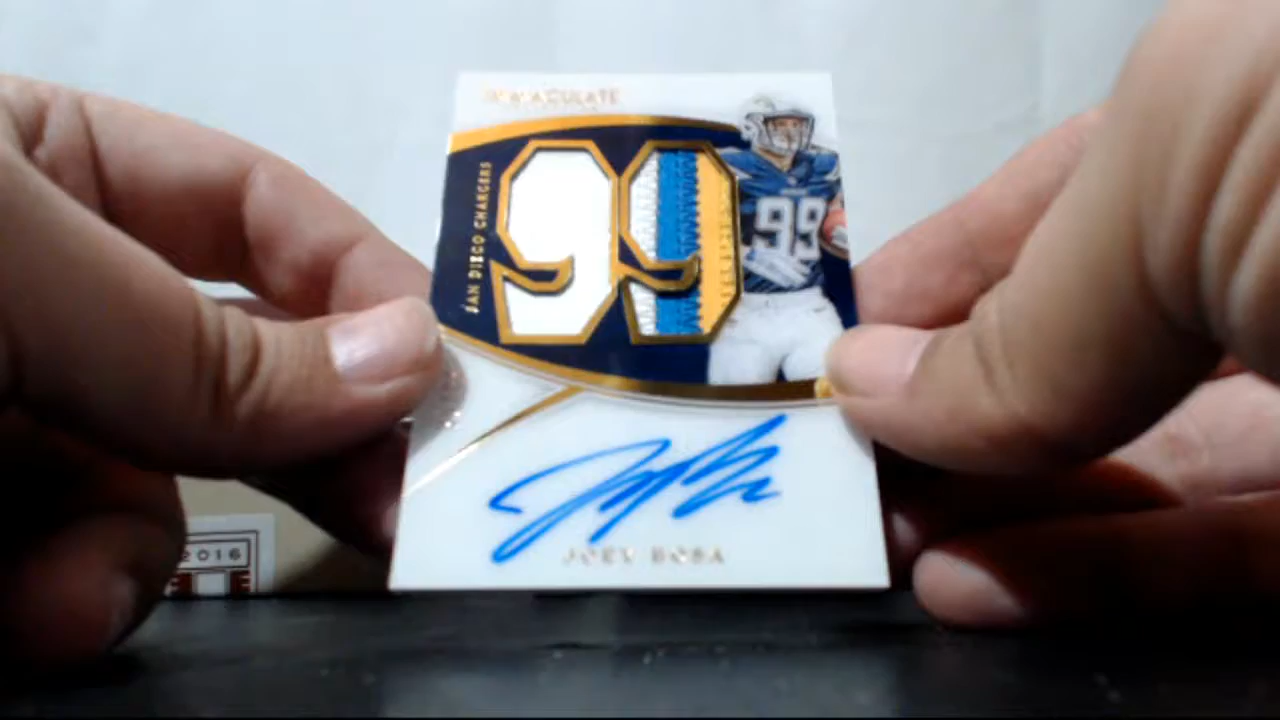 IMMACULATE
SAN DIEGO CHARGERS
99
99
JOEY BOSA
2016